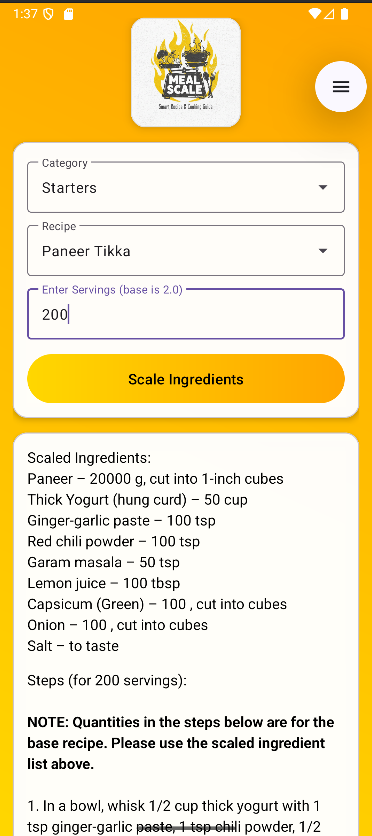 1:37
MEAL
SCALE
Smart Recipe & Cooking Guide
Category
Starters
Recipe
Paneer Tikka
Enter Servings (base is 2.0)
200
Scale Ingredients
Scaled Ingredients:
Paneer – 20000 g, cut into 1-inch cubes
Thick Yogurt (hung curd) – 50 cup
Ginger-garlic paste – 100 tsp
Red chili powder – 100 tsp
Garam masala – 50 tsp
Lemon juice – 100 tbsp
Capsicum (Green) – 100 , cut into cubes
Onion – 100 , cut into cubes
Salt – to taste
Steps (for 200 servings):
NOTE: Quantities in the steps below are for the
base recipe. Please use the scaled ingredient
list above.
1. In a bowl, whisk 1/2 cup thick yogurt with 1
tsp ginger-garlic paste, 1 tsp chili powder, 1/2